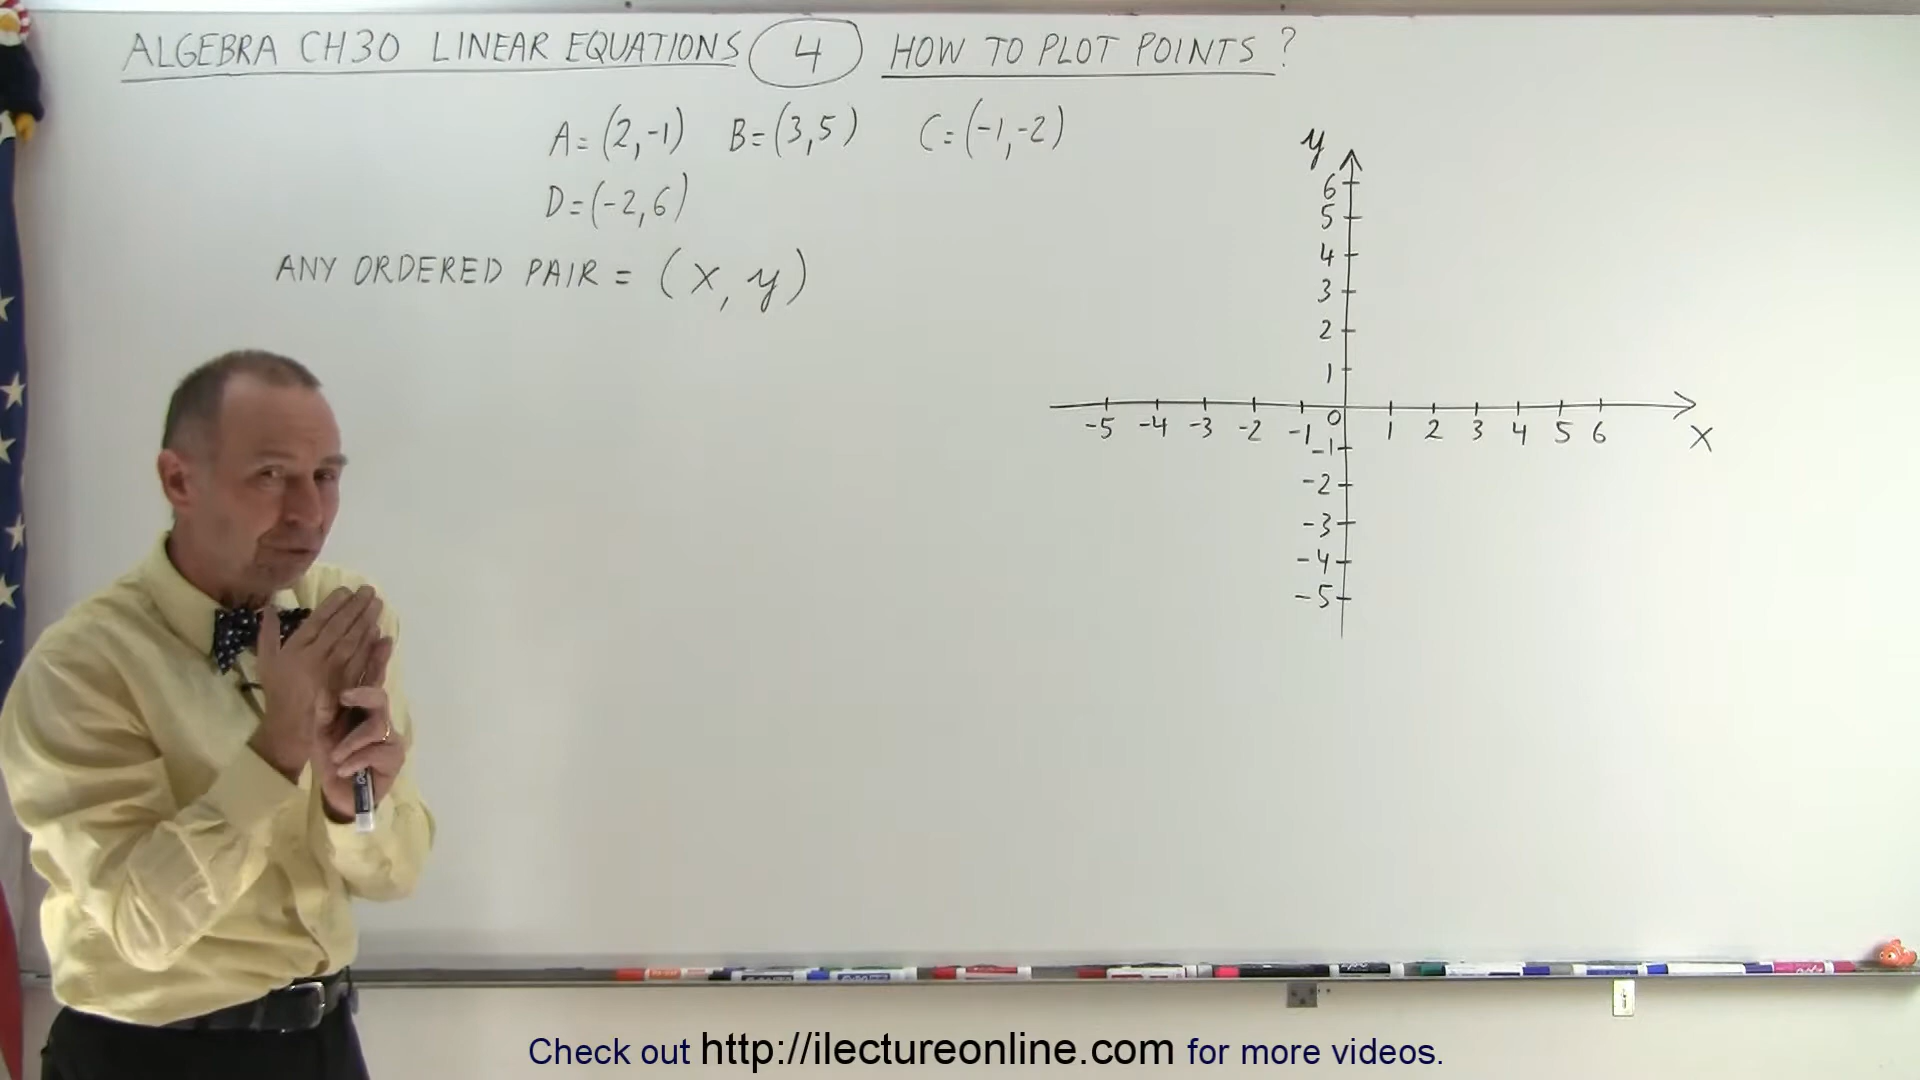 ALGEBRA CH30 LINEAR EQUATIONS 4 HOW TO PLOT POINTS?
A=(2,-1) B=(3,5) C=(-1,-2)
D=(-2,6)
ANY ORDERED PAIR = (x, y)
y
6
5
4
3
2
1
-5 -4 -3 -2 -1 0 1 2 3 4 5 6 x
-1
-2
-3
-4
-5
Check out http://ilectureonline.com for more videos.